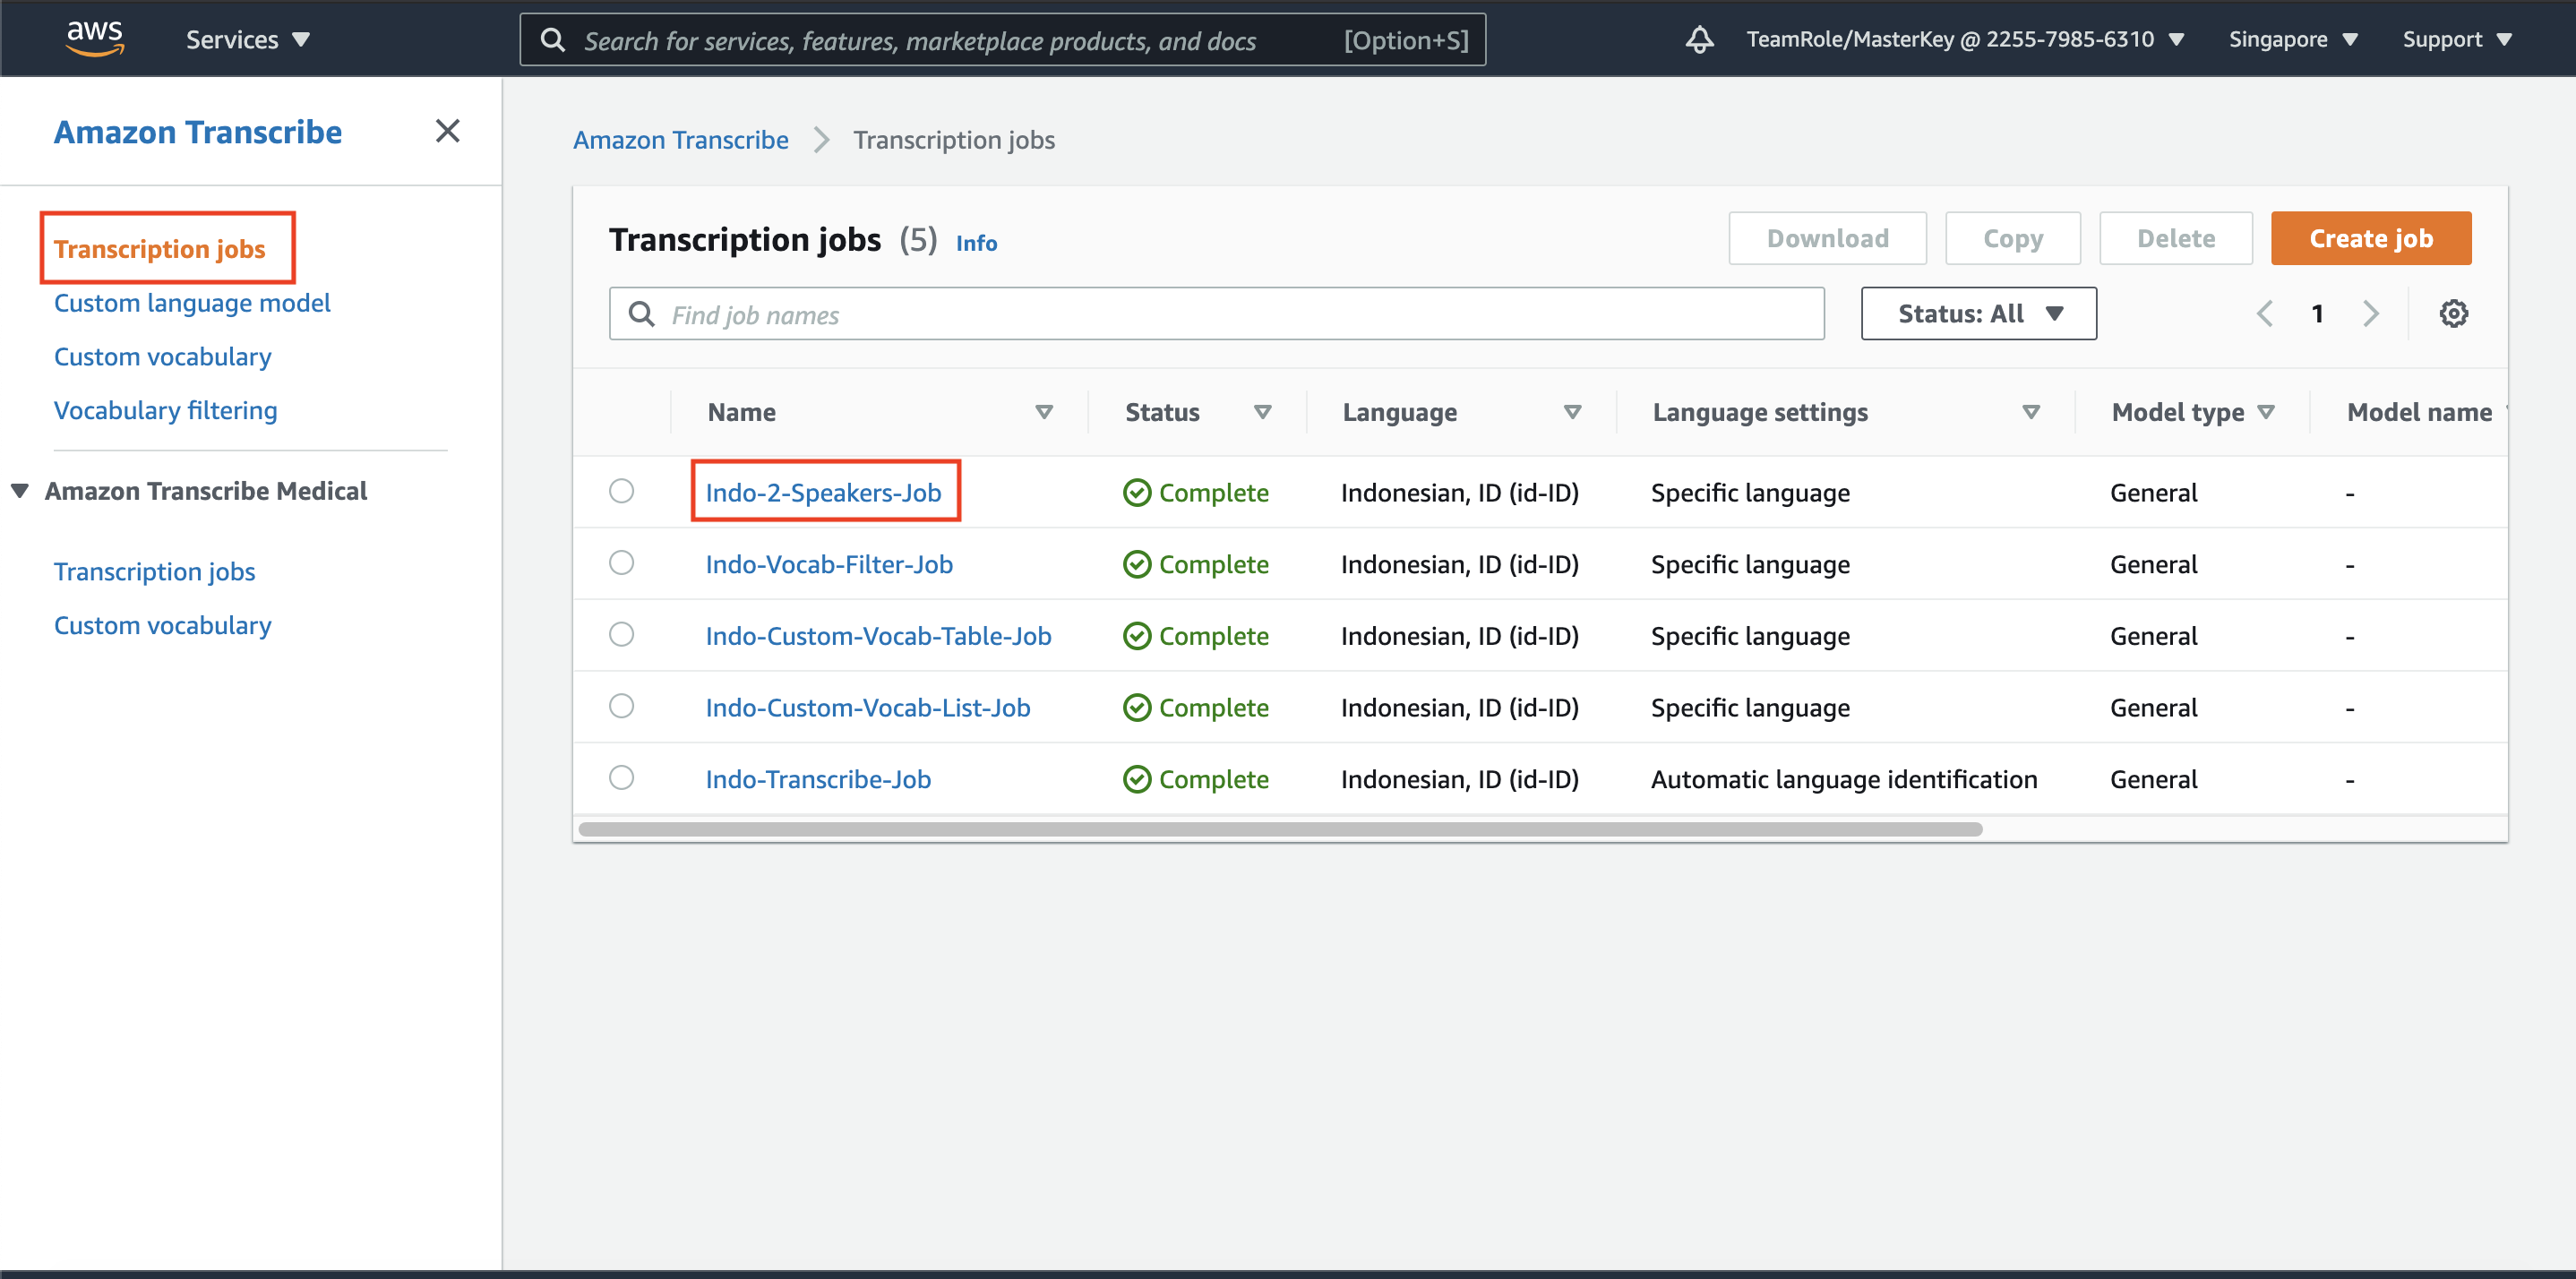 aws Services Search for services, features, marketplace products, and docs [Option+S] TeamRole/MasterKey @ 2255-7985-6310 Singapore Support
Amazon Transcribe
Transcription jobs
Custom language model
Custom vocabulary
Vocabulary filtering
Amazon Transcribe Medical
Transcription jobs
Custom vocabulary
Amazon Transcribe Transcription jobs
Transcription jobs (5) Info Download Copy Delete Create job
Find job names Status: All 1
Name Status Language Language settings Model type Model name
Indo-2-Speakers-Job Complete Indonesian, ID (id-ID) Specific language General -
Indo-Vocab-Filter-Job Complete Indonesian, ID (id-ID) Specific language General -
Indo-Custom-Vocab-Table-Job Complete Indonesian, ID (id-ID) Specific language General -
Indo-Custom-Vocab-List-Job Complete Indonesian, ID (id-ID) Specific language General -
Indo-Transcribe-Job Complete Indonesian, ID (id-ID) Automatic language identification General -